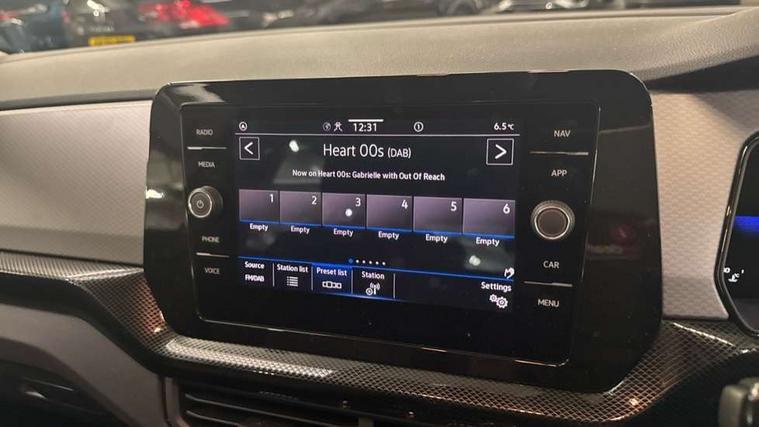 RADIO
MEDIA
PHONE
VOICE
12:31
6.5°C
Heart 00s (DAB)
Now on Heart 00s: Gabrielle with Out Of Reach
1 2 3 4 5 6
Empty Empty Empty Empty Empty Empty
Source Station list Preset list Station Settings
FM/DAB
NAV
APP
CAR
MENU